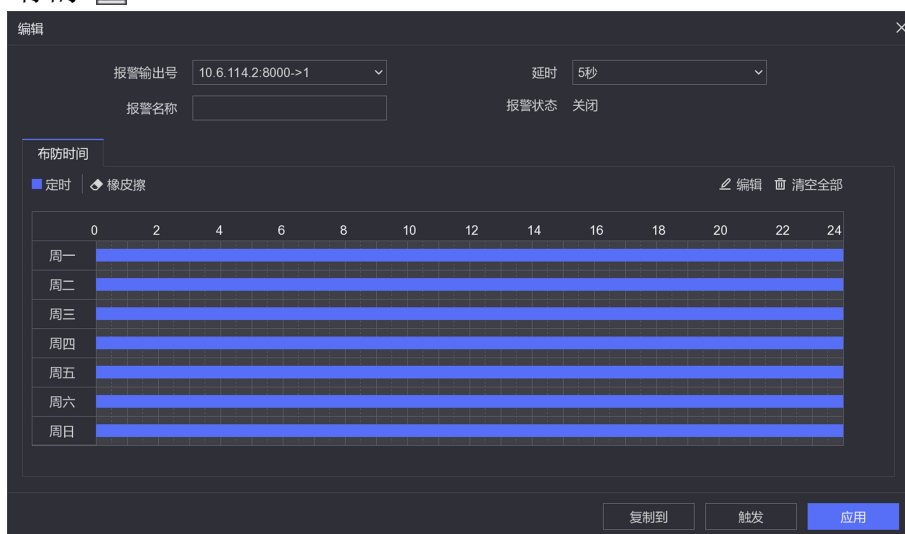 编辑
报警输出号 10.6.114.2:8000->1 延时 5秒
报警名称 报警状态 关闭
布防时间
定时 橡皮擦 编辑 清空全部
0 2 4 6 8 10 12 14 16 18 20 22 24
周一
周二
周三
周四
周五
周六
周日
复制到 触发 应用